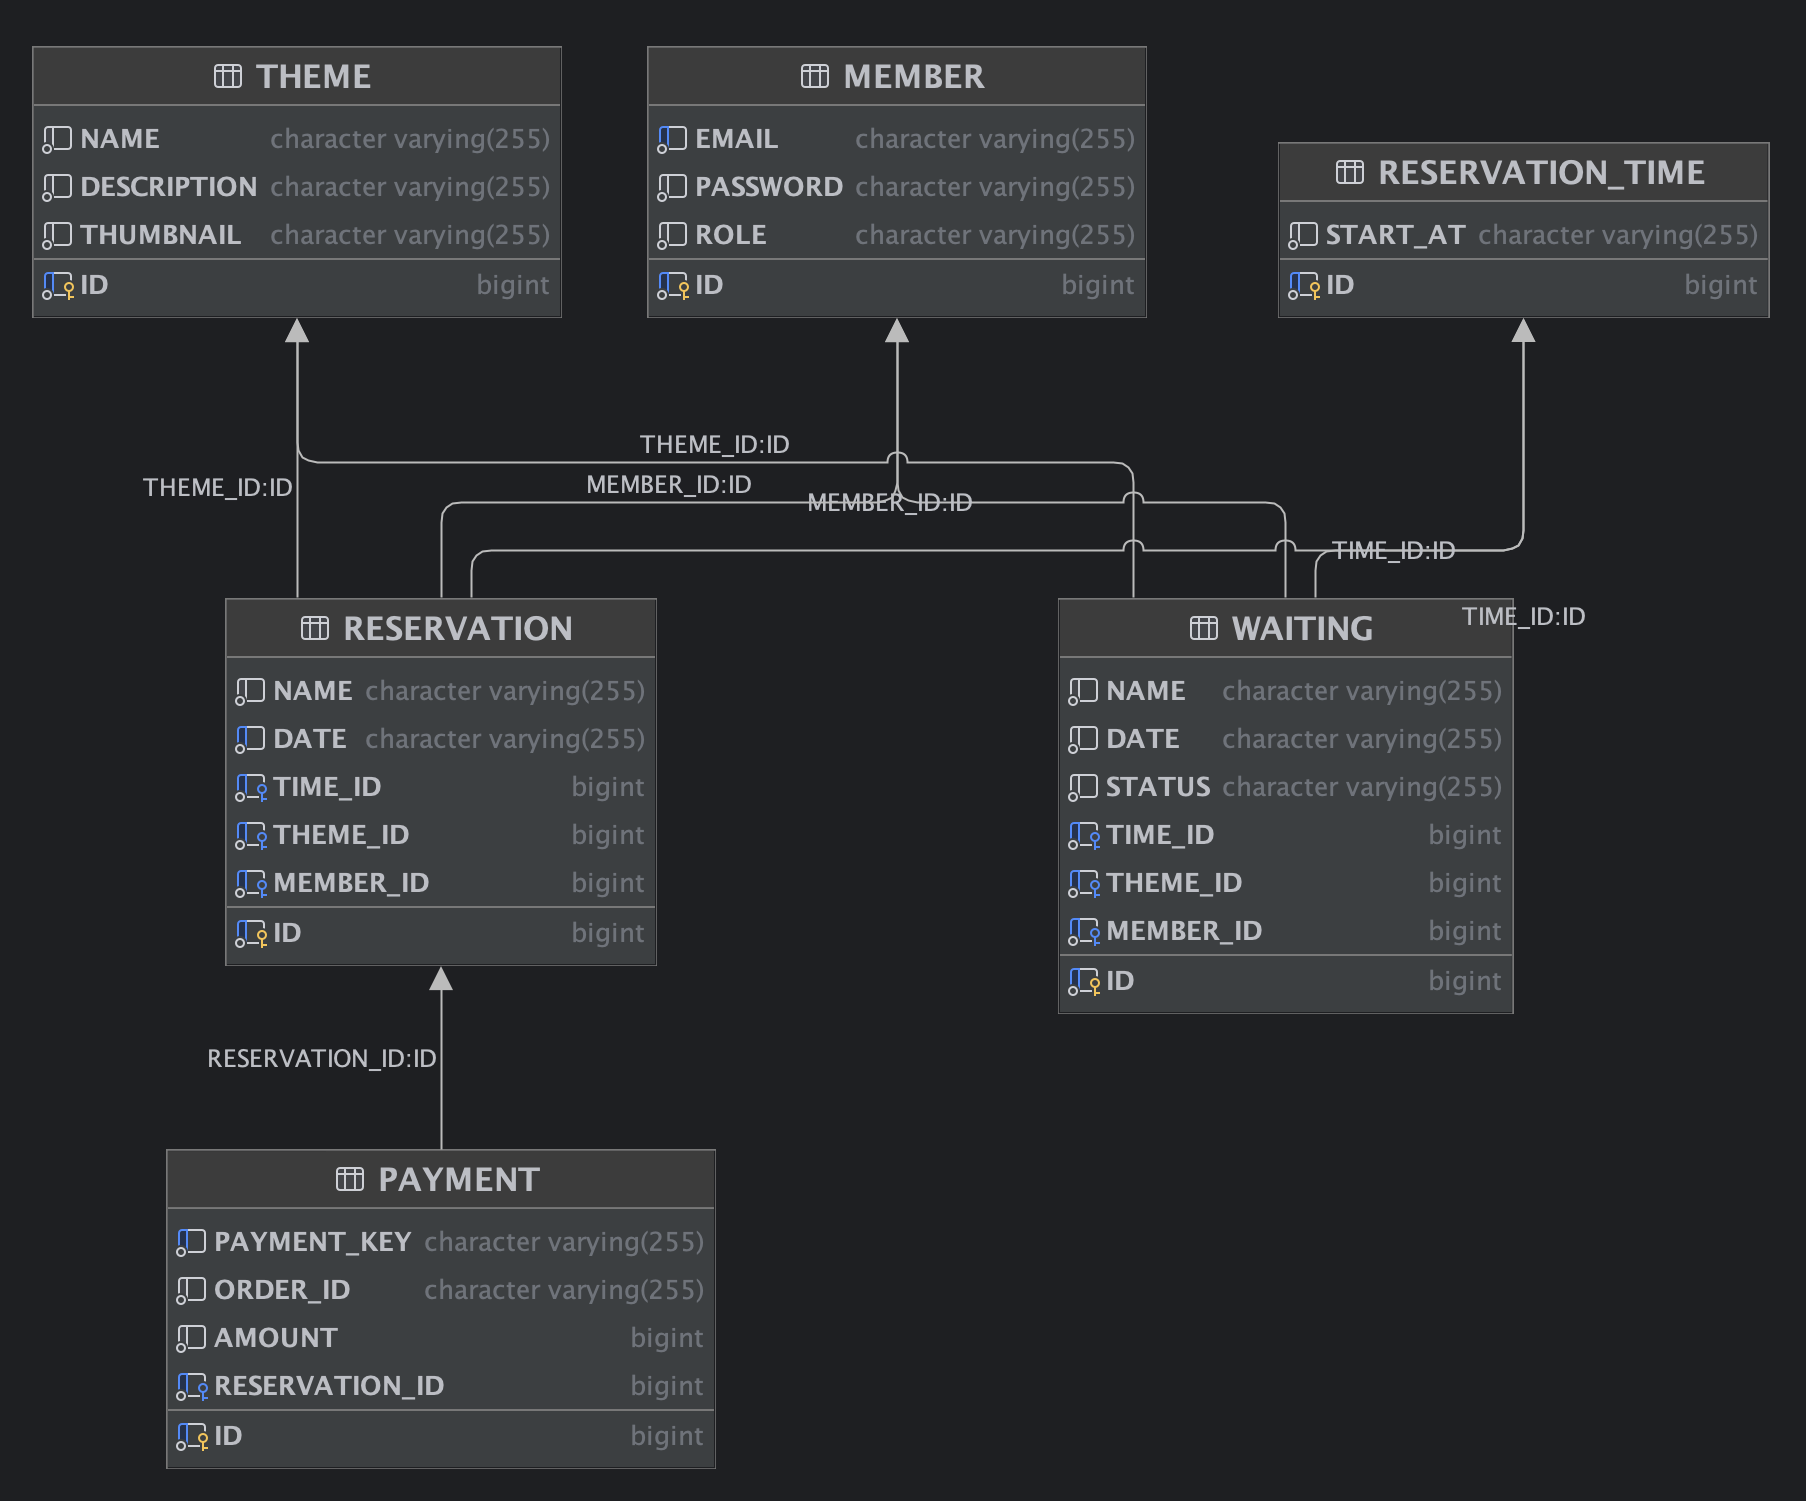 THEME
NAME character varying(255)
DESCRIPTION character varying(255)
THUMBNAIL character varying(255)
ID bigint
MEMBER
EMAIL character varying(255)
PASSWORD character varying(255)
ROLE character varying(255)
ID bigint
RESERVATION_TIME
START_AT character varying(255)
ID bigint
THEME_ID:ID
THEME_ID:ID
MEMBER_ID:ID
MEMBER_ID:ID
TIME_ID:ID
TIME_ID:ID
RESERVATION
NAME character varying(255)
DATE character varying(255)
TIME_ID bigint
THEME_ID bigint
MEMBER_ID bigint
ID bigint
WAITING
NAME character varying(255)
DATE character varying(255)
STATUS character varying(255)
TIME_ID bigint
THEME_ID bigint
MEMBER_ID bigint
ID bigint
RESERVATION_ID:ID
PAYMENT
PAYMENT_KEY character varying(255)
ORDER_ID character varying(255)
AMOUNT bigint
RESERVATION_ID bigint
ID bigint